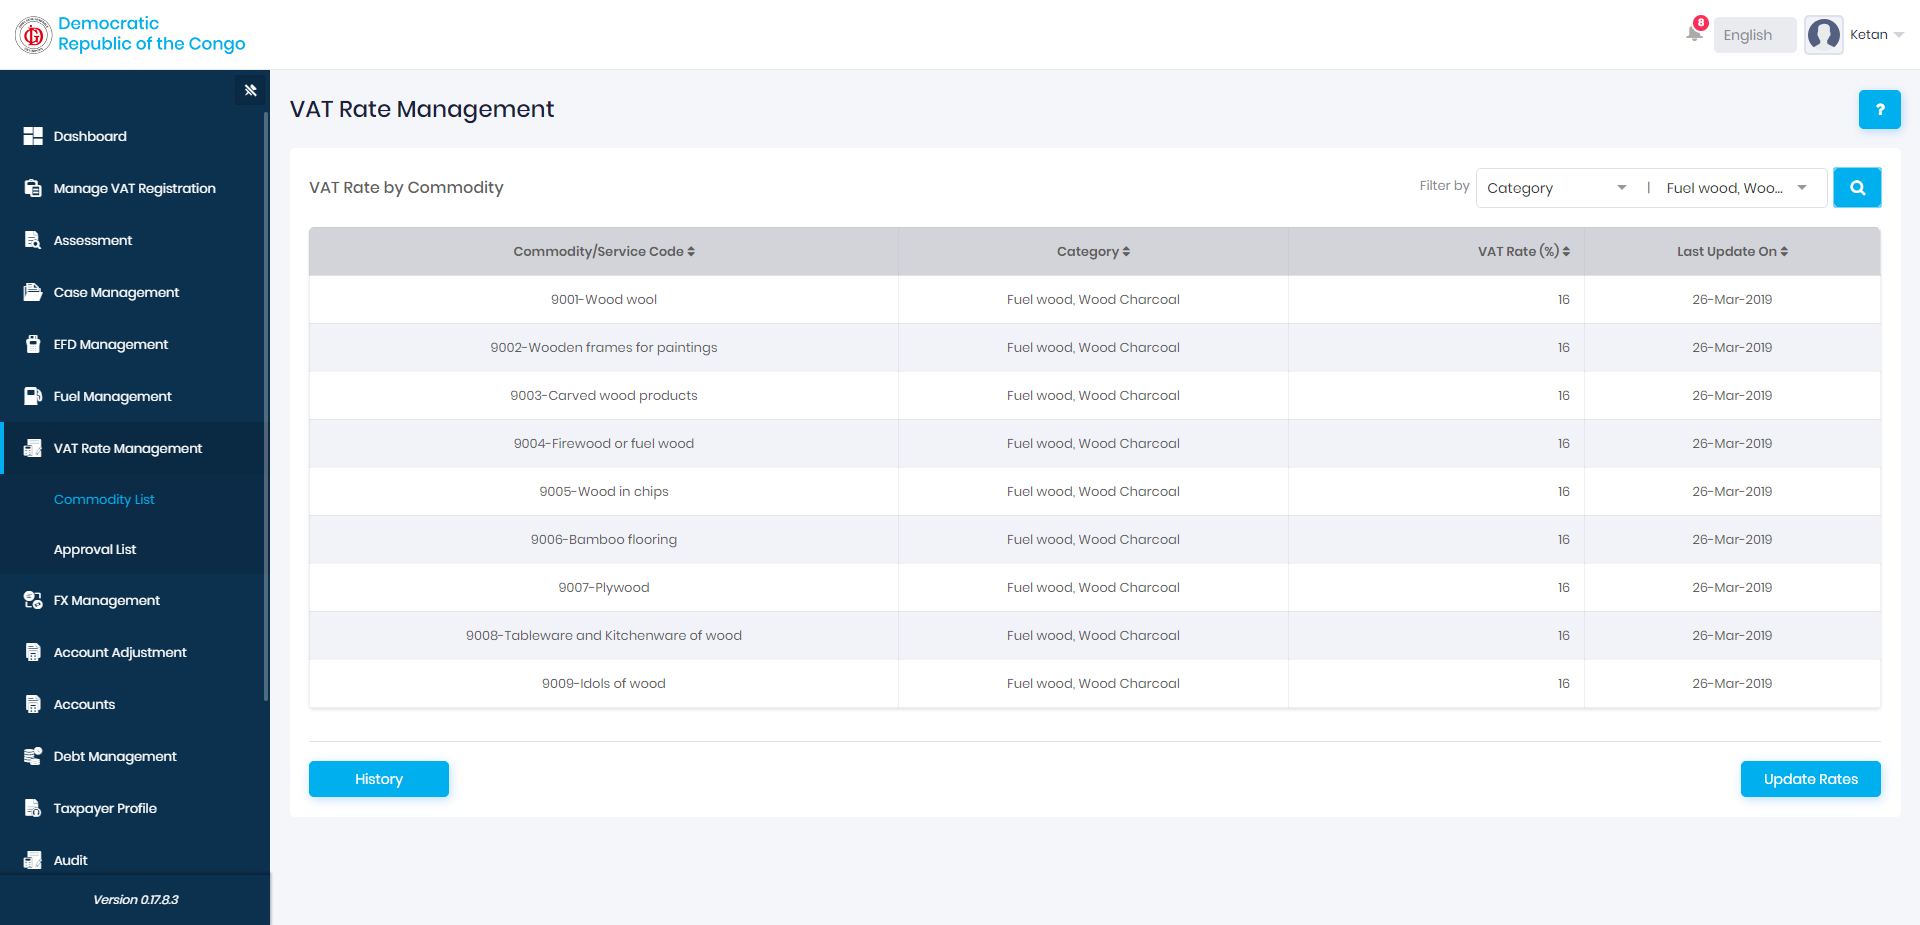 Democratic
Republic of the Congo
8
English
Ketan
Dashboard
Manage VAT Registration
Assessment
Case Management
EFD Management
Fuel Management
VAT Rate Management
Commodity List
Approval List
FX Management
Account Adjustment
Accounts
Debt Management
Taxpayer Profile
Audit
Version 0.17.8.3
VAT Rate Management
?
VAT Rate by Commodity
Filter by Category | Fuel wood, Woo...
Commodity/Service Code Category VAT Rate (%) Last Update On
9001-Wood wool Fuel wood, Wood Charcoal 16 26-Mar-2019
9002-Wooden frames for paintings Fuel wood, Wood Charcoal 16 26-Mar-2019
9003-Carved wood products Fuel wood, Wood Charcoal 16 26-Mar-2019
9004-Firewood or fuel wood Fuel wood, Wood Charcoal 16 26-Mar-2019
9005-Wood in chips Fuel wood, Wood Charcoal 16 26-Mar-2019
9006-Bamboo flooring Fuel wood, Wood Charcoal 16 26-Mar-2019
9007-Plywood Fuel wood, Wood Charcoal 16 26-Mar-2019
9008-Tableware and Kitchenware of wood Fuel wood, Wood Charcoal 16 26-Mar-2019
9009-Idols of wood Fuel wood, Wood Charcoal 16 26-Mar-2019
History
Update Rates